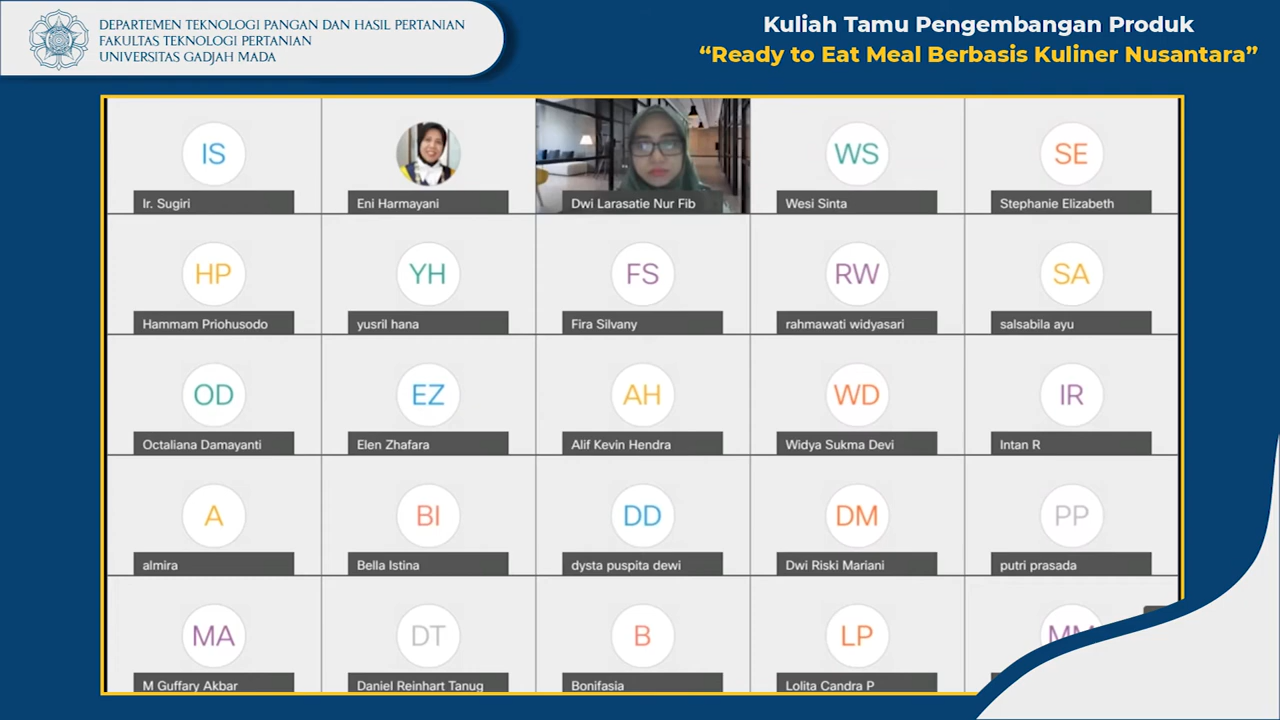 DEPARTEMEN TEKNOLOGI PANGAN DAN HASIL PERTANIAN
FAKULTAS TEKNOLOGI PERTANIAN
UNIVERSITAS GADJAH MADA
Kuliah Tamu Pengembangan Produk
“Ready to Eat Meal Berbasis Kuliner Nusantara”
IS
WS
SE
Ir. Sugiri
Eni Harmayani
Dwi Larasatie Nur Fib
Wesi Sinta
Stephanie Elizabeth
HP
YH
FS
RW
SA
Hammam Priohusodo
yusril hana
Fira Silvany
rahmawati widyasari
salsabila ayu
OD
EZ
AH
WD
IR
Octaliana Damayanti
Elen Zhafara
Alif Kevin Hendra
Widya Sukma Devi
Intan R
A
BI
DD
DM
PP
almira
Bella Istina
dysta puspita dewi
Dwi Riski Mariani
putri prasada
MA
DT
B
LP
MM
M Guffary Akbar
Daniel Reinhart Tanug
Bonifasia
Lolita Candra P